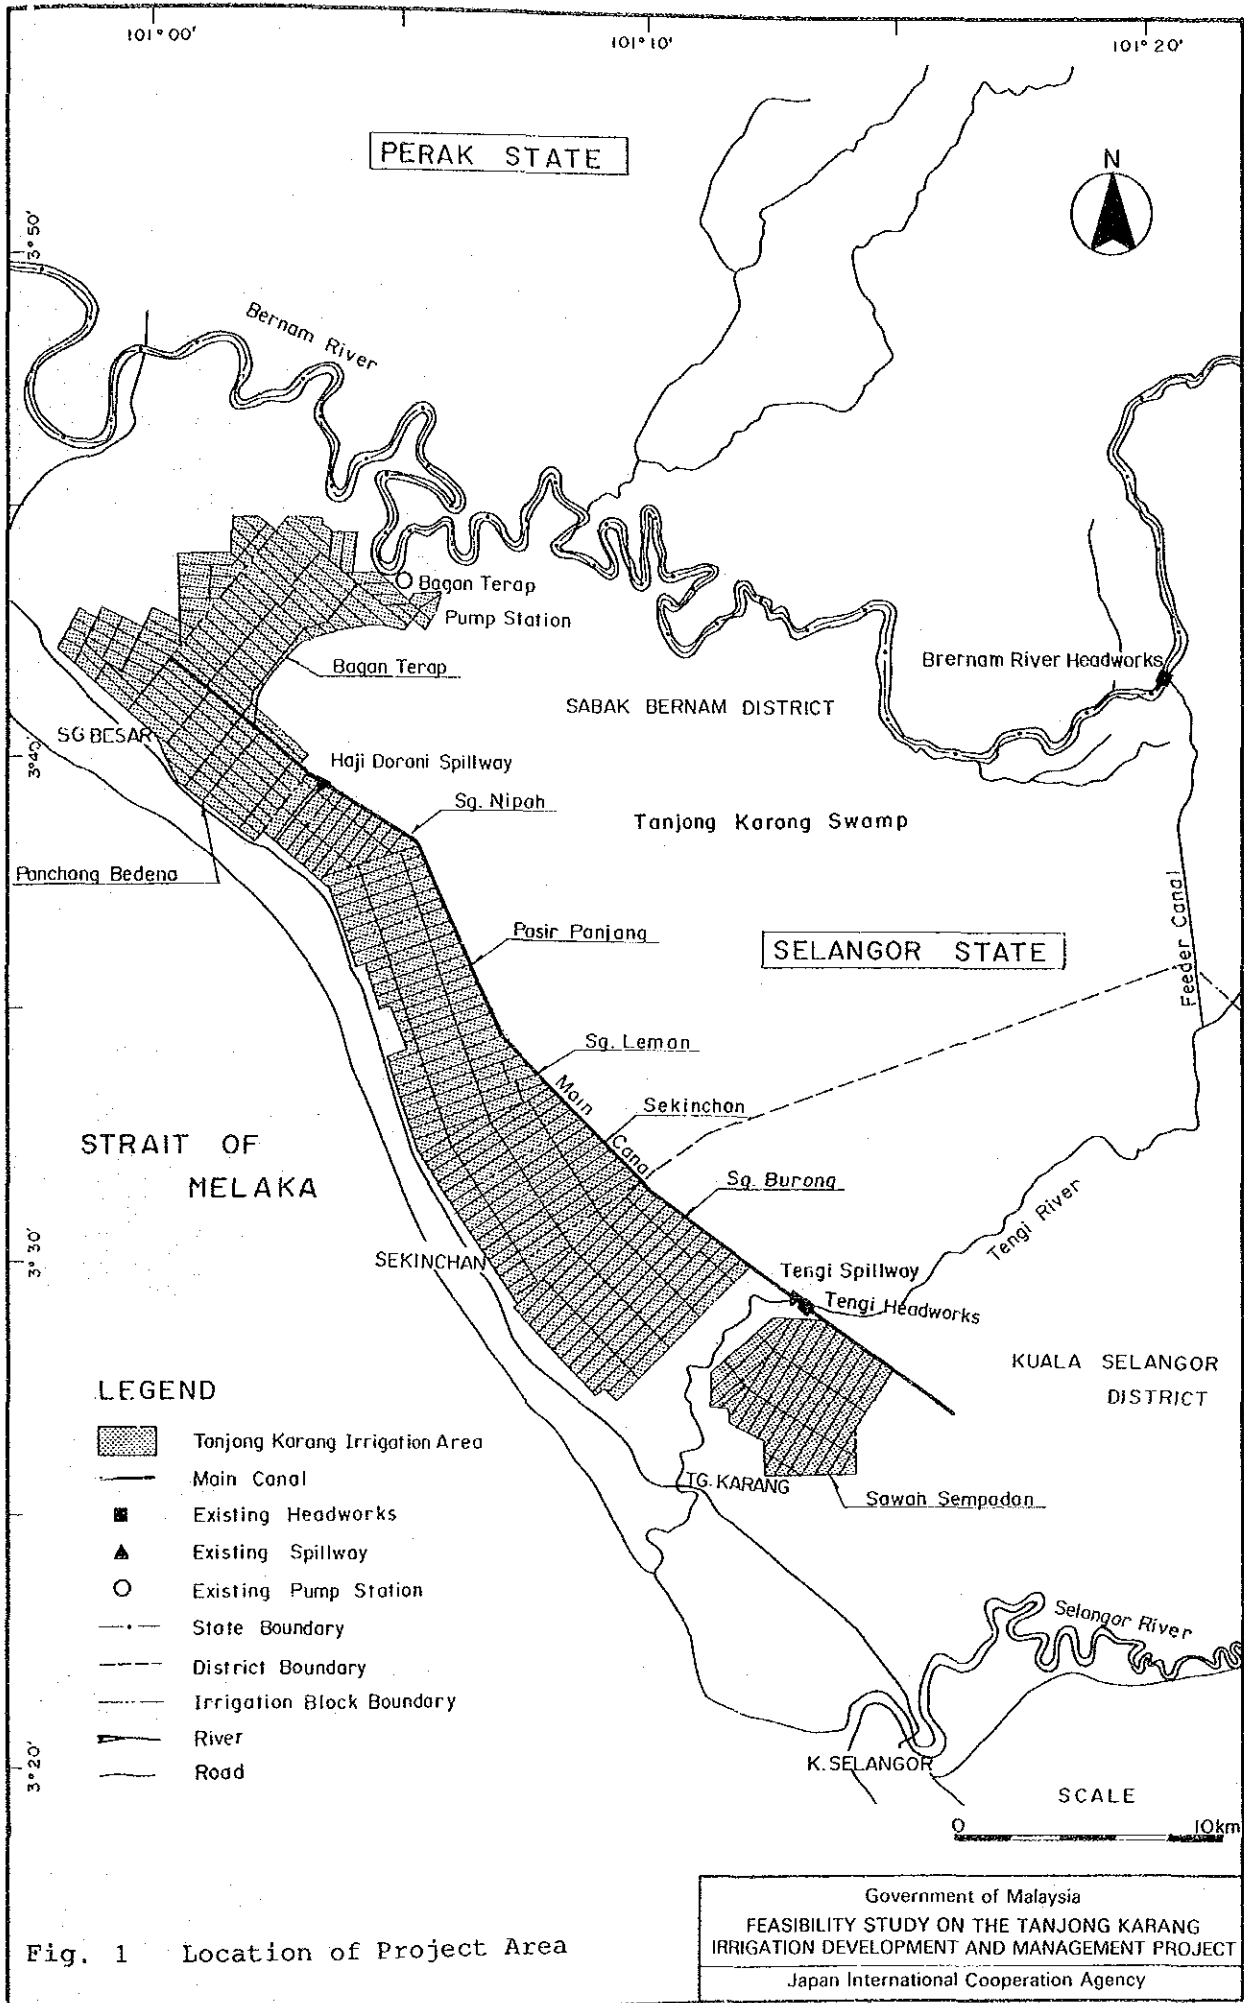 101° 00'
101° 10'
101° 20'
PERAK STATE
N
3° 50'
Bernam River
Bagan Terap
Pump Station
Bagan Terap
Brernam River Headworks
SABAK BERNAM DISTRICT
SG BESAR
3° 40'
Haji Dorani Spillway
Sg. Nipah
Tanjong Karong Swamp
Panchang Bedena
Feeder Canal
Pasir Panjang
SELANGOR STATE
Sg. Leman
Main Canal
Sekinchan
STRAIT OF
MELAKA
Sg. Burong
Tengi River
3° 30'
SEKINCHAN
Tengi Spillway
Tengi Headworks
KUALA SELANGOR
DISTRICT
LEGEND
Tanjong Karang Irrigation Area
Main Canal
Existing Headworks
Existing Spillway
Existing Pump Station
State Boundary
District Boundary
Irrigation Block Boundary
River
Road
TG. KARANG
Sawah Sempadan
Selangor River
3° 20'
K. SELANGOR
SCALE
0 10km
Fig. 1 Location of Project Area
Government of Malaysia
FEASIBILITY STUDY ON THE TANJONG KARANG
IRRIGATION DEVELOPMENT AND MANAGEMENT PROJECT
Japan International Cooperation Agency